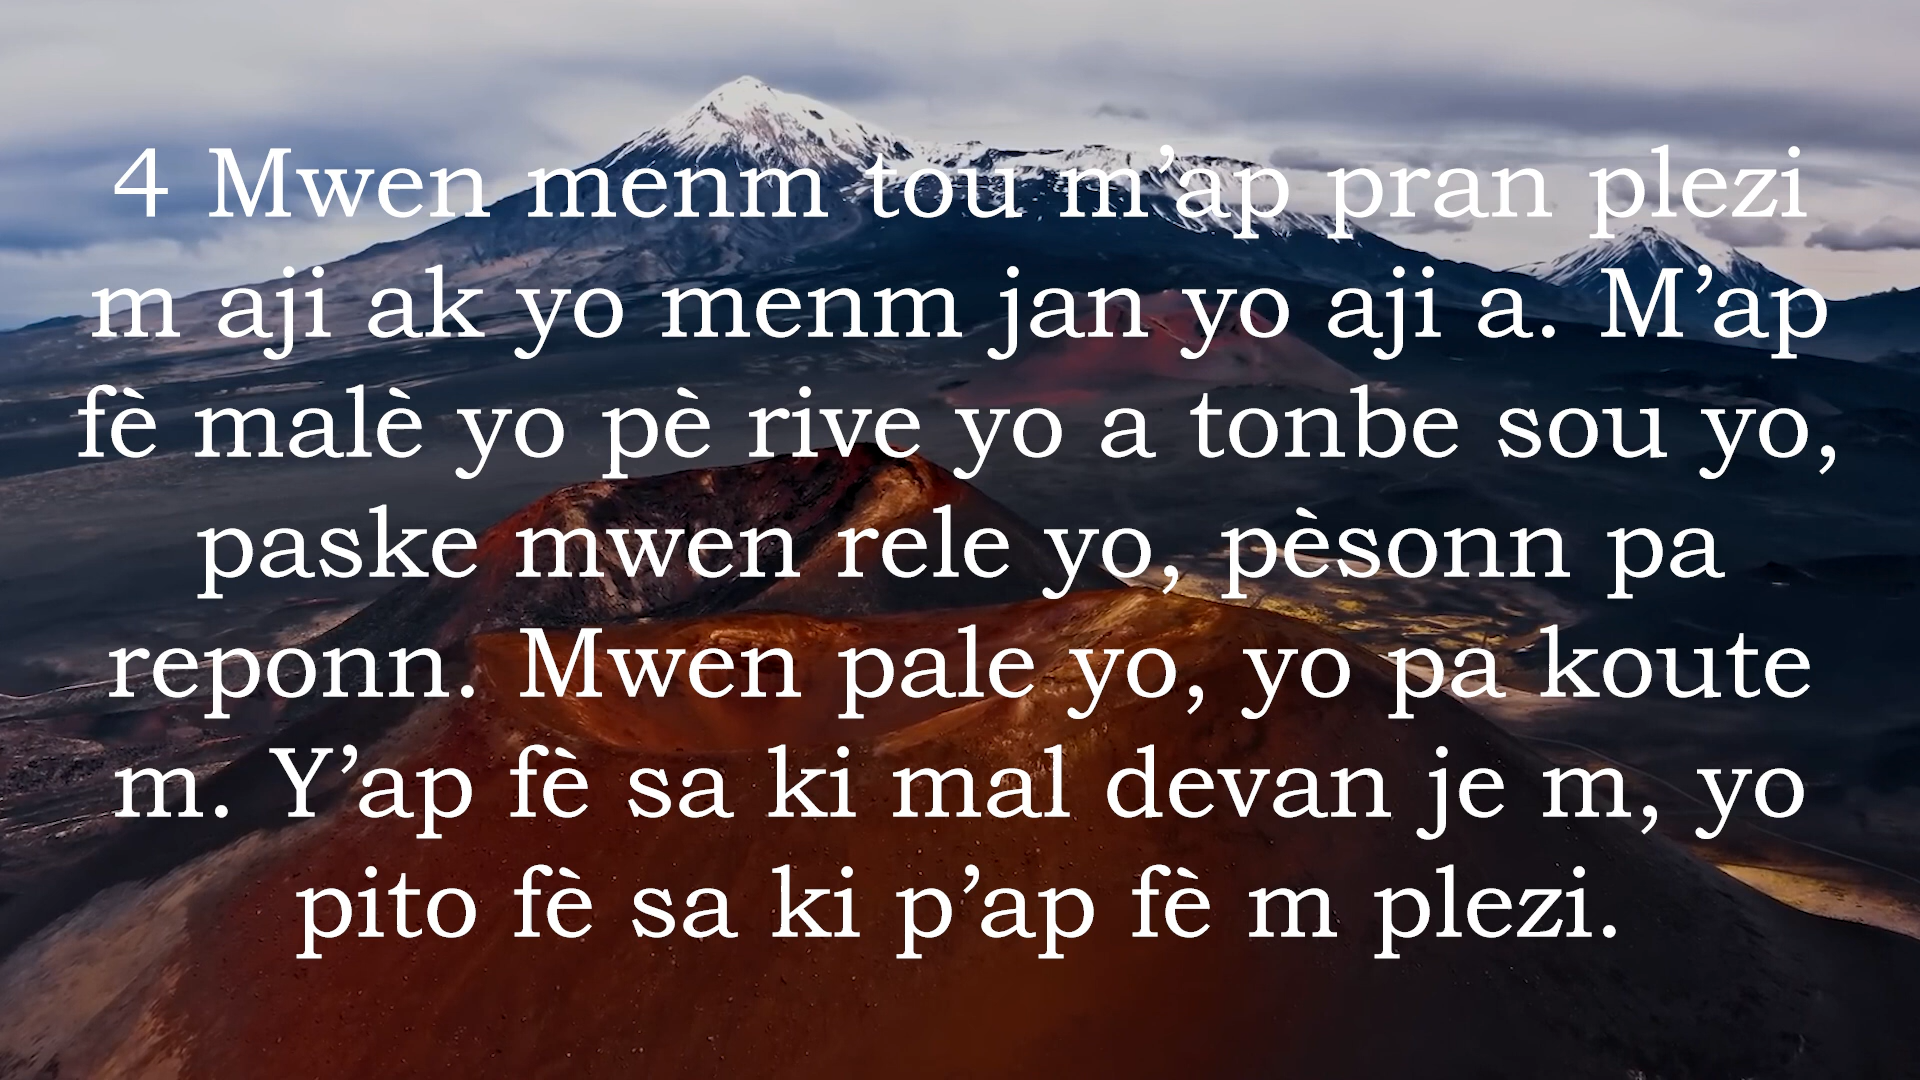 4 Mwen menm tou m’ap pran plezi
m aji ak yo menm jan yo aji a. M’ap
fè malè yo pè rive yo a tonbe sou yo,
paske mwen rele yo, pèsonn pa
reponn. Mwen pale yo, yo pa koute
m. Y’ap fè sa ki mal devan je m, yo
pito fè sa ki p’ap fè m plezi.